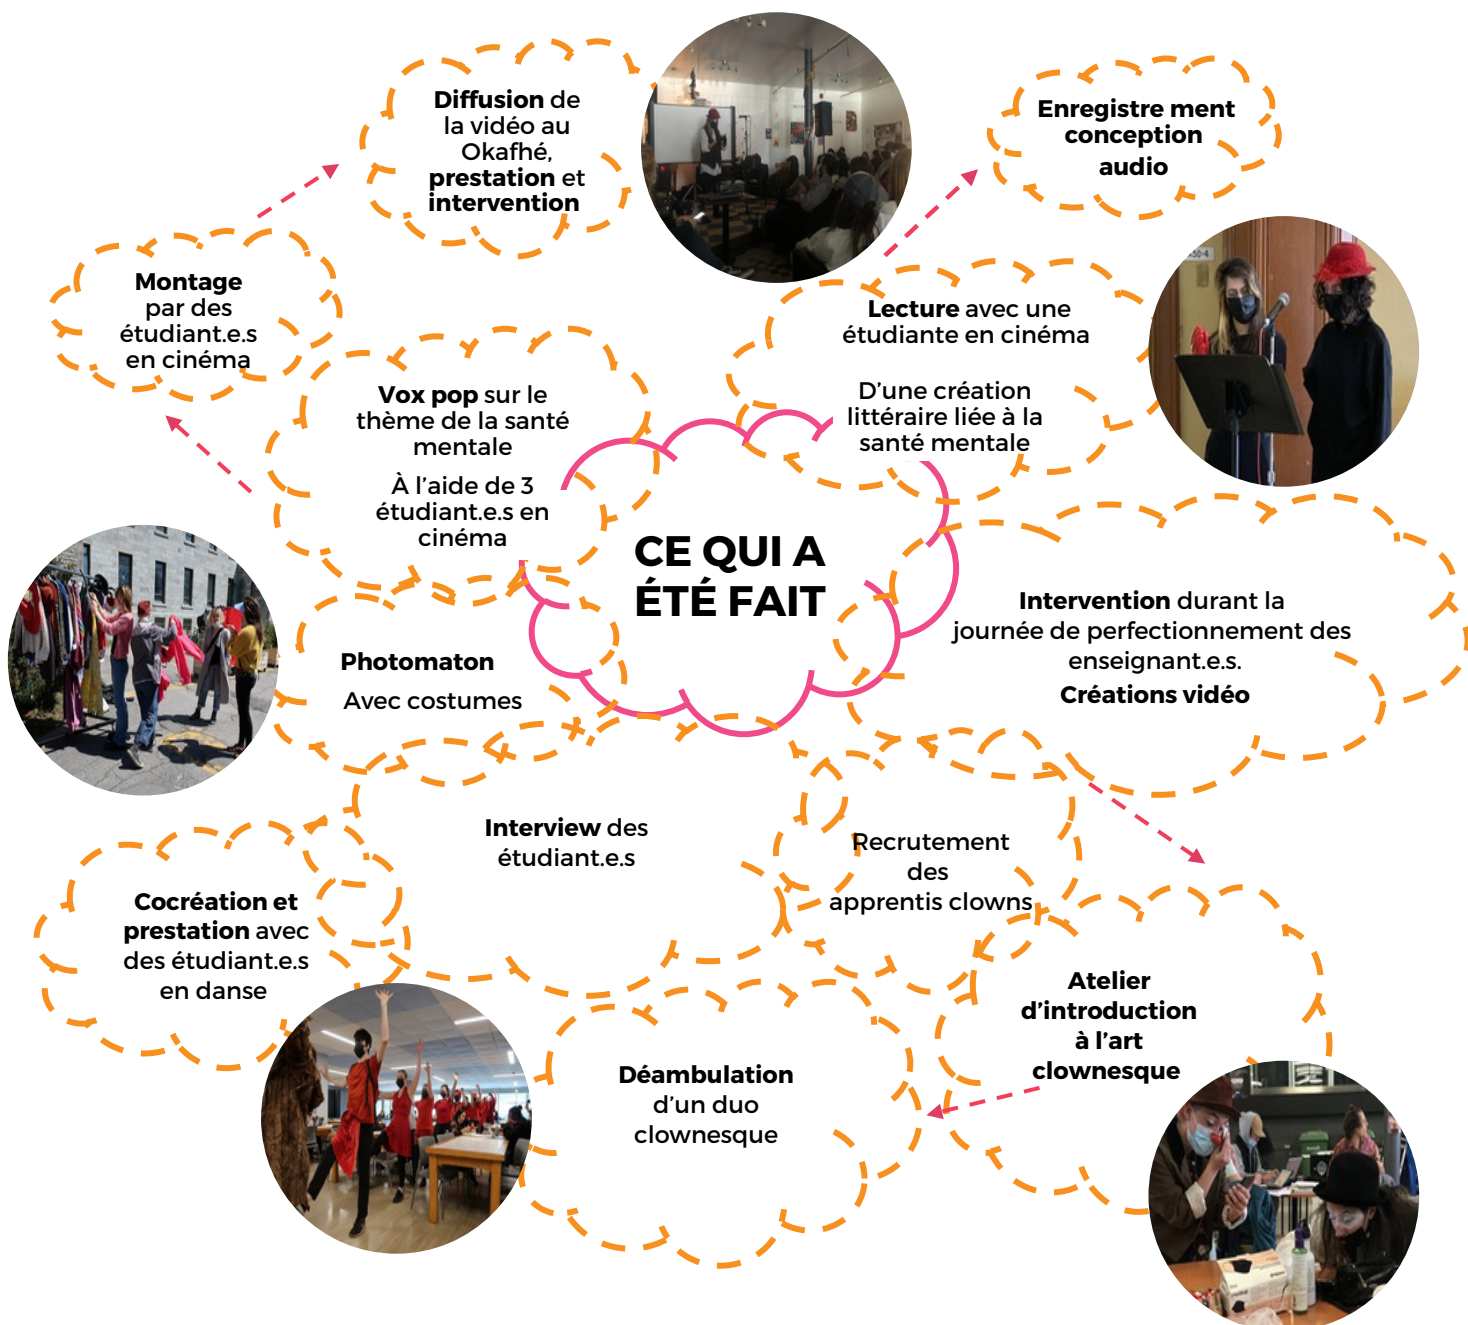 Diffusion de
la vidéo au
Okafhé,
prestation et
intervention
Enregistre ment
conception
audio
Montage
par des
étudiant.e.s
en cinéma
Lecture avec une
étudiante en cinéma
D'une création
littéraire liée à la
santé mentale
Vox pop sur le
thème de la santé
mentale
À l'aide de 3
étudiant.e.s en
cinéma
CE QUI A
ÉTÉ FAIT
Intervention durant la
journée de perfectionnement des
enseignant.e.s.
Créations vidéo
Photomaton
Avec costumes
Interview des
étudiant.e.s
Recrutement
des
apprentis clowns
Cocréation et
prestation avec
des étudiant.e.s
en danse
Atelier
d'introduction
à l'art
clownesque
Déambulation
d'un duo
clownesque